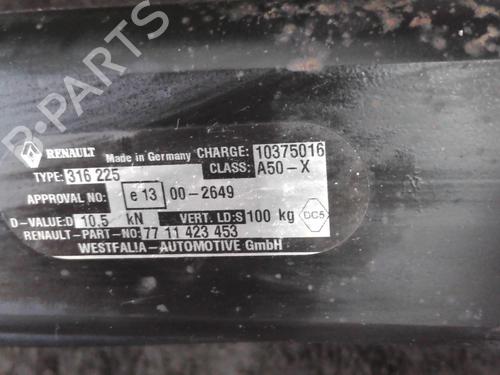 RENAULT Made in Germany CHARGE: 10375016
TYPE: 316 225 CLASS: A50-X
APPROVAL NO: e 13 00-2649
D-VALUE:D 10,5 kN VERT. LD:S 100 kg DC5
RENAULT-PART-NO: 77 11 423 453
WESTFALIA-AUTOMOTIVE GmbH
B-PARTS